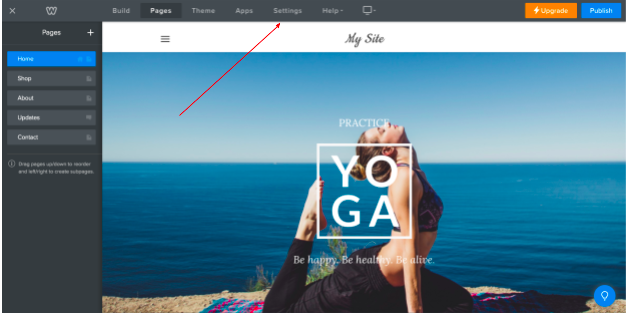 Build Pages Theme Apps Settings Help Upgrade Publish
Pages +
Home
Shop
About
Updates
Contact
Drag pages up/down to reorder
and left/right to create subpages.
My Site
PRACTICE
YO
GA
Be happy. Be healthy. Be alive.